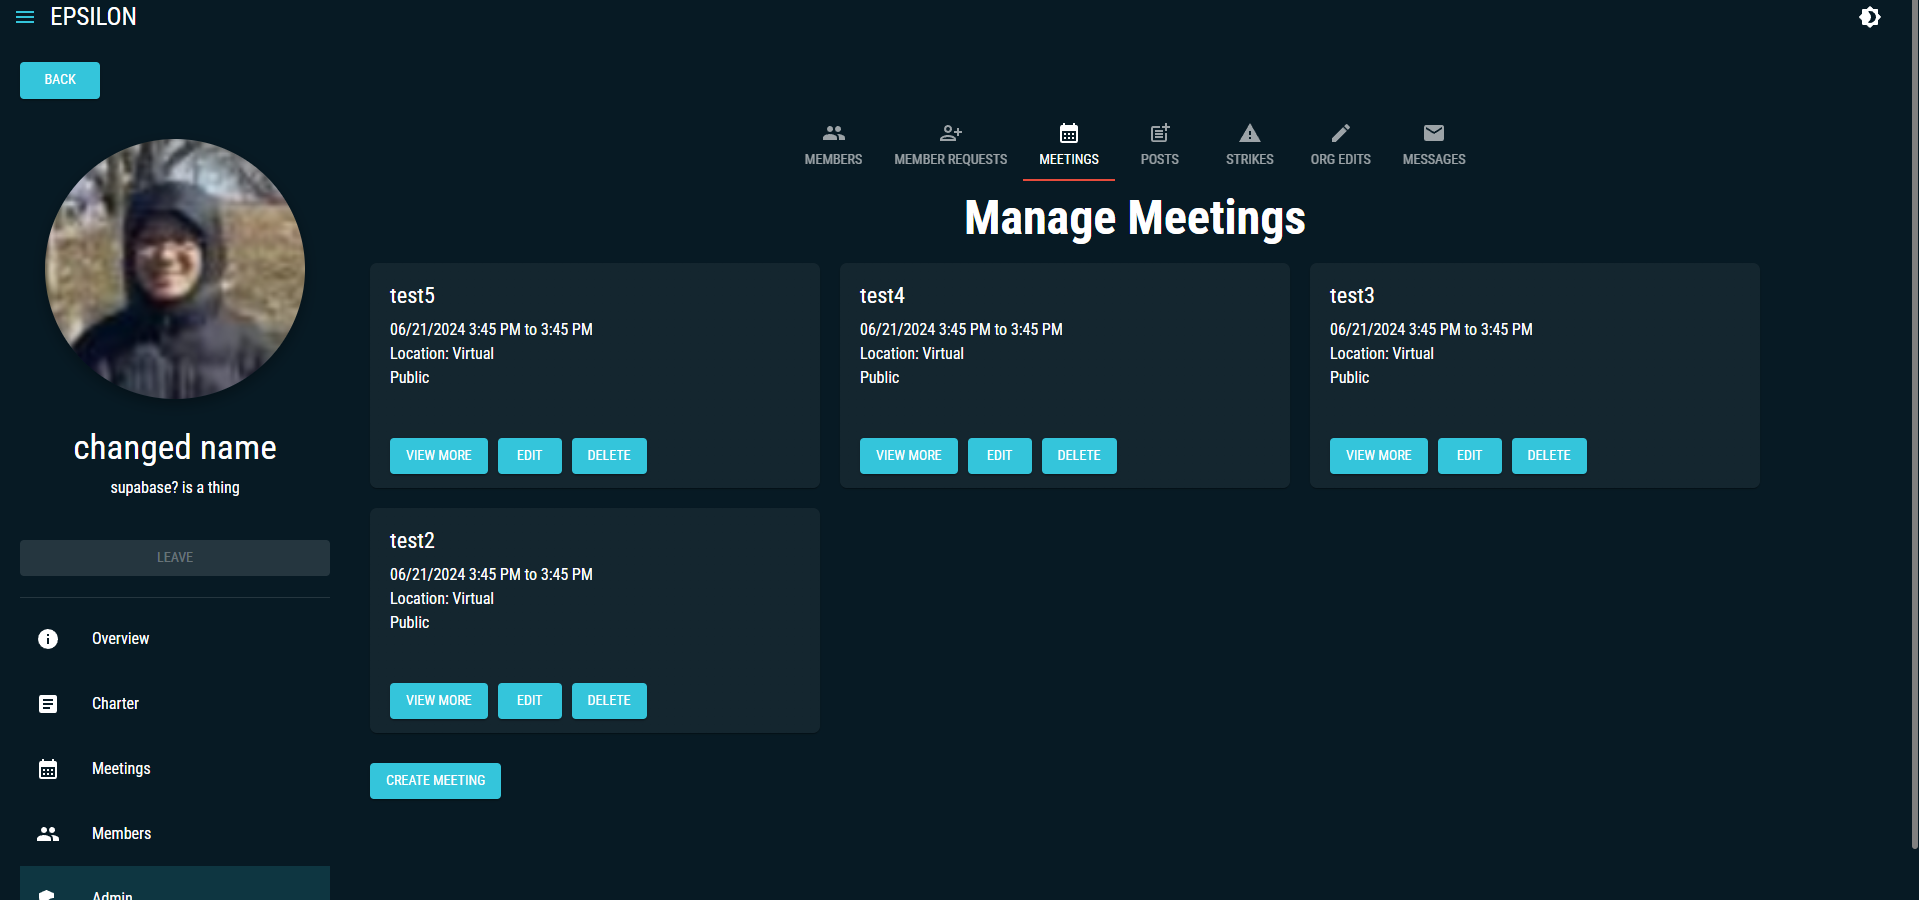 EPSILON
BACK
MEMBERS
MEMBER REQUESTS
MEETINGS
POSTS
STRIKES
ORG EDITS
MESSAGES
Manage Meetings
changed name
supabase? is a thing
LEAVE
Overview
Charter
Meetings
Members
Admin
test5
06/21/2024 3:45 PM to 3:45 PM
Location: Virtual
Public
VIEW MORE
EDIT
DELETE
test4
06/21/2024 3:45 PM to 3:45 PM
Location: Virtual
Public
VIEW MORE
EDIT
DELETE
test3
06/21/2024 3:45 PM to 3:45 PM
Location: Virtual
Public
VIEW MORE
EDIT
DELETE
test2
06/21/2024 3:45 PM to 3:45 PM
Location: Virtual
Public
VIEW MORE
EDIT
DELETE
CREATE MEETING